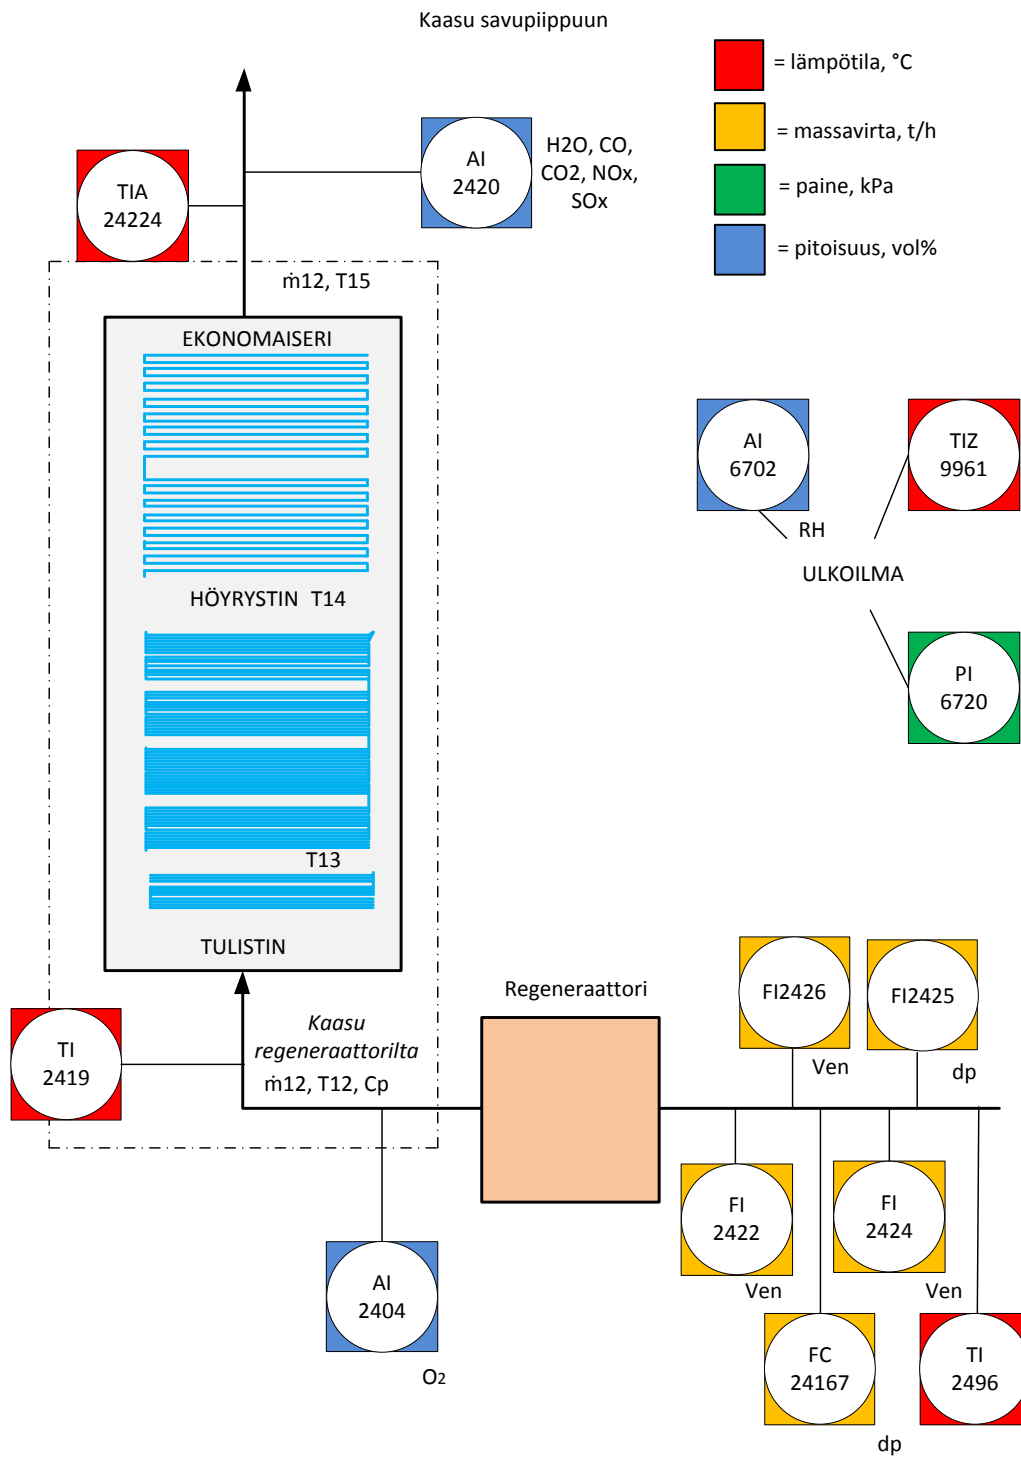 Kaasu savupiippuun
= lämpötila, °C
= massavirta, t/h
= paine, kPa
= pitoisuus, vol%
TIA
24224
AI
2420
H2O, CO,
CO2, NOx,
SOx
ṁ12, T15
EKONOMAISERI
HÖYRYSTIN T14
T13
TULISTIN
AI
6702
RH
TIZ
9961
ULKOILMA
PI
6720
TI
2419
Kaasu
regeneraattorilta
ṁ12, T12, Cp
Regeneraattori
FI2426
Ven
FI2425
dp
FI
2422
Ven
FI
2424
Ven
AI
2404
O2
FC
24167
dp
TI
2496